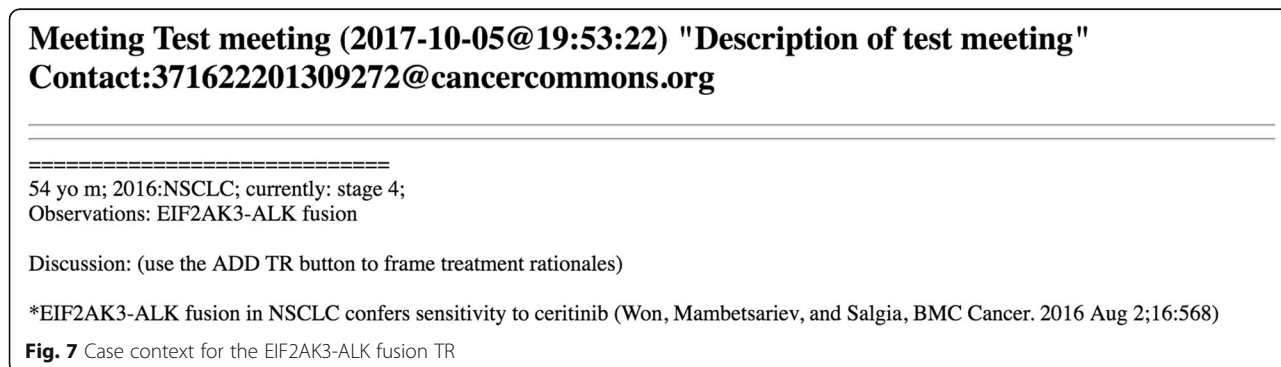 Meeting Test meeting (2017-10-05@19:53:22) "Description of test meeting"
Contact:371622201309272@cancercommons.org
=============================
54 yo m; 2016:NSCLC; currently: stage 4;
Observations: EIF2AK3-ALK fusion
Discussion: (use the ADD TR button to frame treatment rationales)
*EIF2AK3-ALK fusion in NSCLC confers sensitivity to ceritinib (Won, Mambetsariev, and Salgia, BMC Cancer. 2016 Aug 2;16:568)
Fig. 7 Case context for the EIF2AK3-ALK fusion TR